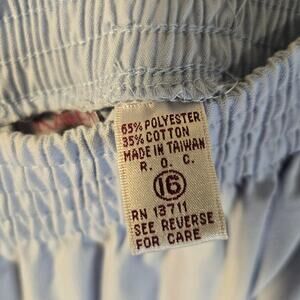 65% POLYESTER
35% COTTON
MADE IN TAIWAN
R. O. C.
16
RN 13711
SEE REVERSE
FOR CARE